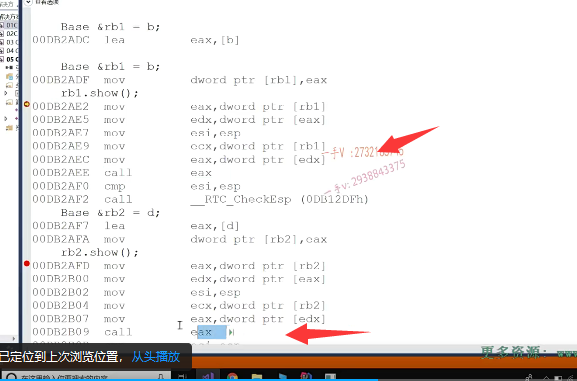 查看选项
Base &rb1 = b;
00DB2ADC lea eax,[b]
Base &rb1 = b;
00DB2ADF mov dword ptr [rb1],eax
rb1.show();
00DB2AE2 mov eax,dword ptr [rb1]
00DB2AE5 mov edx,dword ptr [eax]
00DB2AE7 mov esi,esp
00DB2AE9 mov ecx,dword ptr [rb1]
00DB2AEC mov eax,dword ptr [edx]
00DB2AEE call eax
00DB2AF0 cmp esi,esp
00DB2AF2 call __RTC_CheckEsp (0DB12DFh)
一手v:2938843375
Base &rb2 = d;
00DB2AF7 lea eax,[d]
00DB2AFA mov dword ptr [rb2],eax
rb2.show();
00DB2AFD mov eax,dword ptr [rb2]
00DB2B00 mov edx,dword ptr [eax]
00DB2B02 mov esi,esp
00DB2B04 mov ecx,dword ptr [rb2]
00DB2B07 mov eax,dword ptr [edx]
00DB2B09 call eax
更多资源:
已定位到上次浏览位置，从头播放